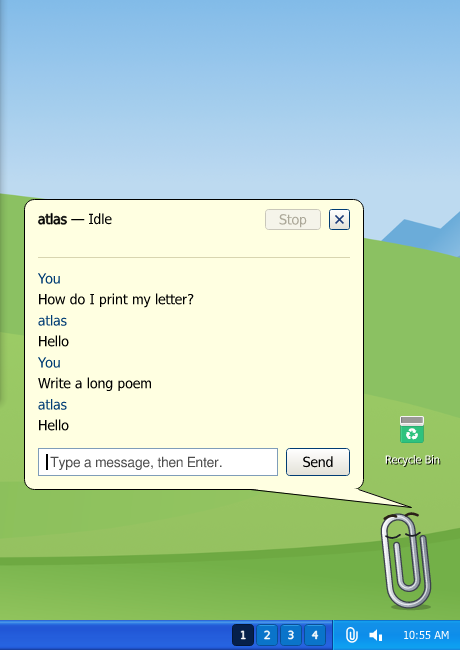 atlas — Idle
Stop
You
How do I print my letter?
atlas
Hello
You
Write a long poem
atlas
Hello
Type a message, then Enter.
Send
Recycle Bin
1 2 3 4
10:55 AM